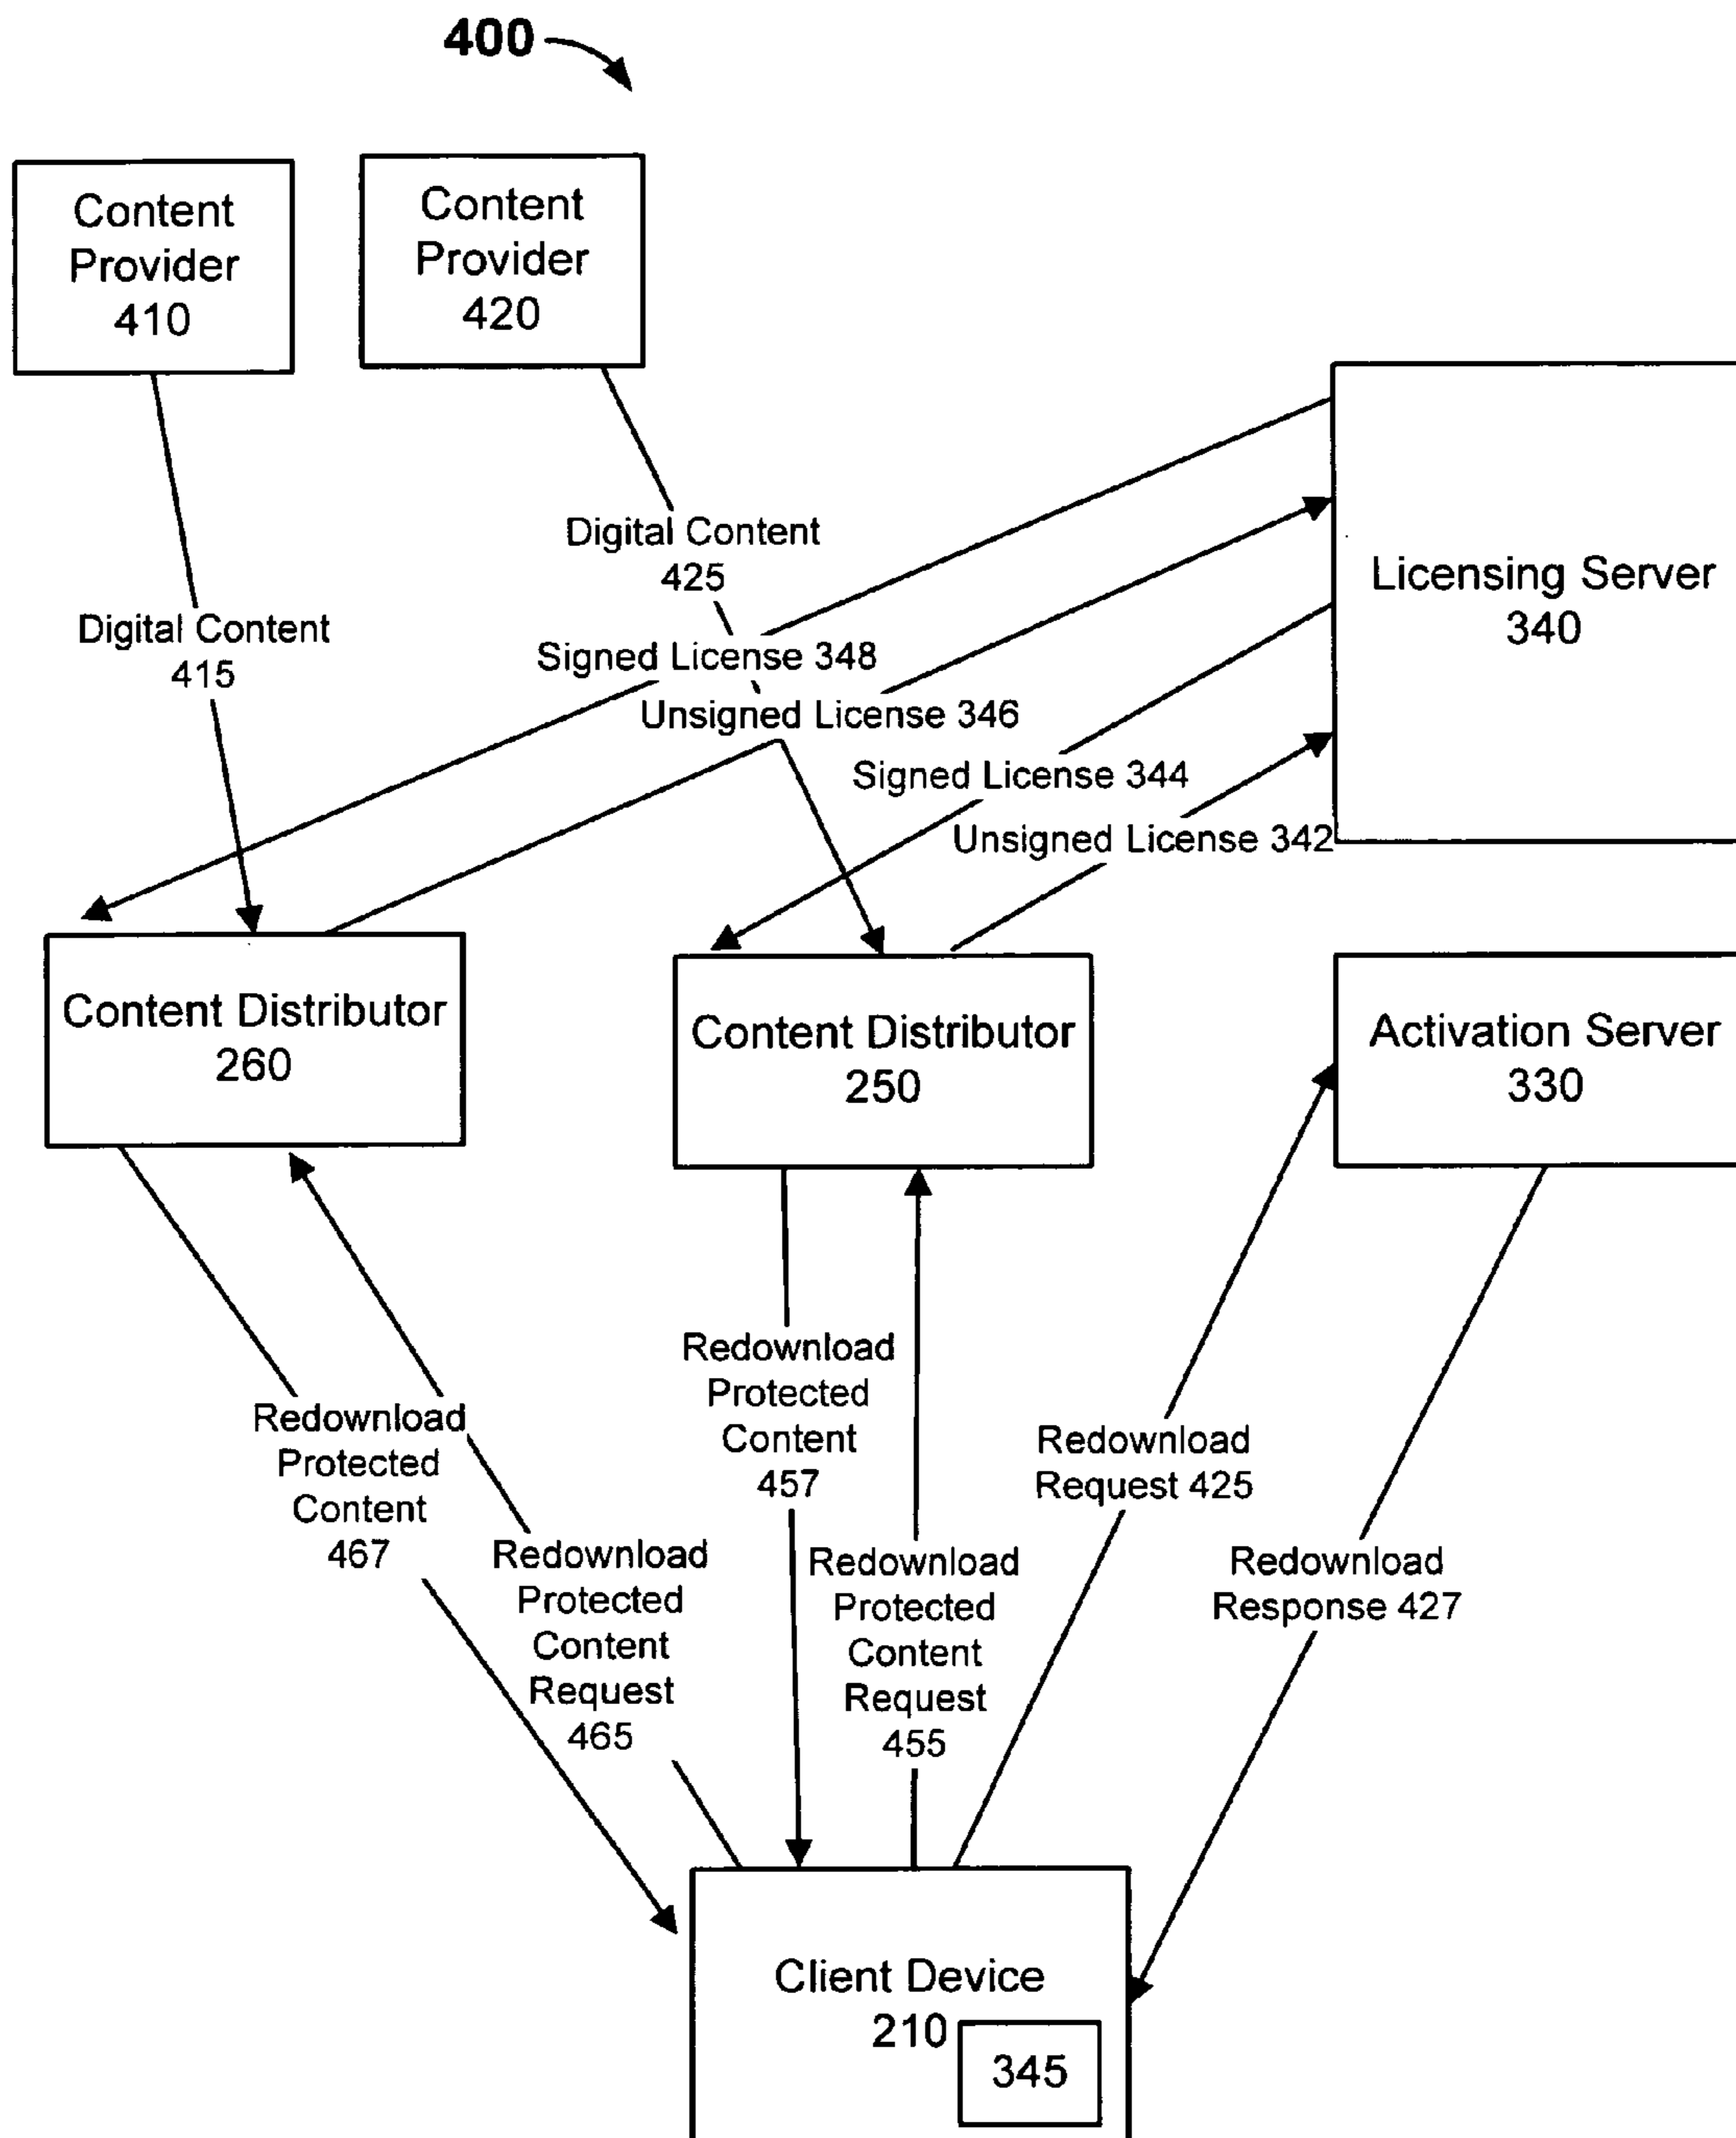 400
Content
Provider
410
Content
Provider
420
Licensing Server
340
Digital Content
425
Digital Content
415
Signed License 348
Unsigned License 346
Signed License 344
Unsigned License 342
Content Distributor
260
Content Distributor
250
Activation Server
330
Redownload
Protected
Content
467
Redownload
Protected
Content
Request
465
Redownload
Protected
Content
457
Redownload
Protected
Content
Request
455
Redownload
Request 425
Redownload
Response 427
Client Device
210
345